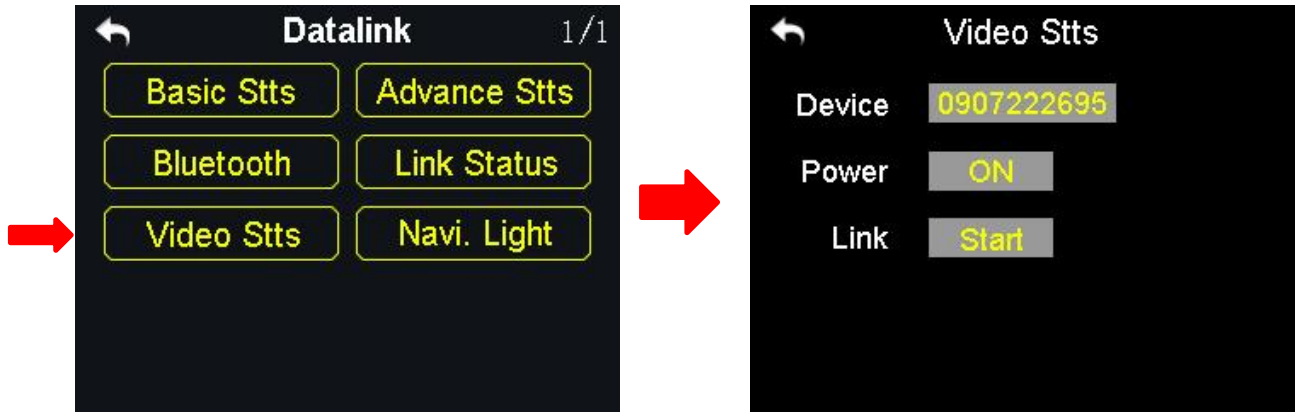 Datalink 1/1
Basic Stts Advance Stts
Bluetooth Link Status
Video Stts Navi. Light
Video Stts
Device 0907222695
Power ON
Link Start